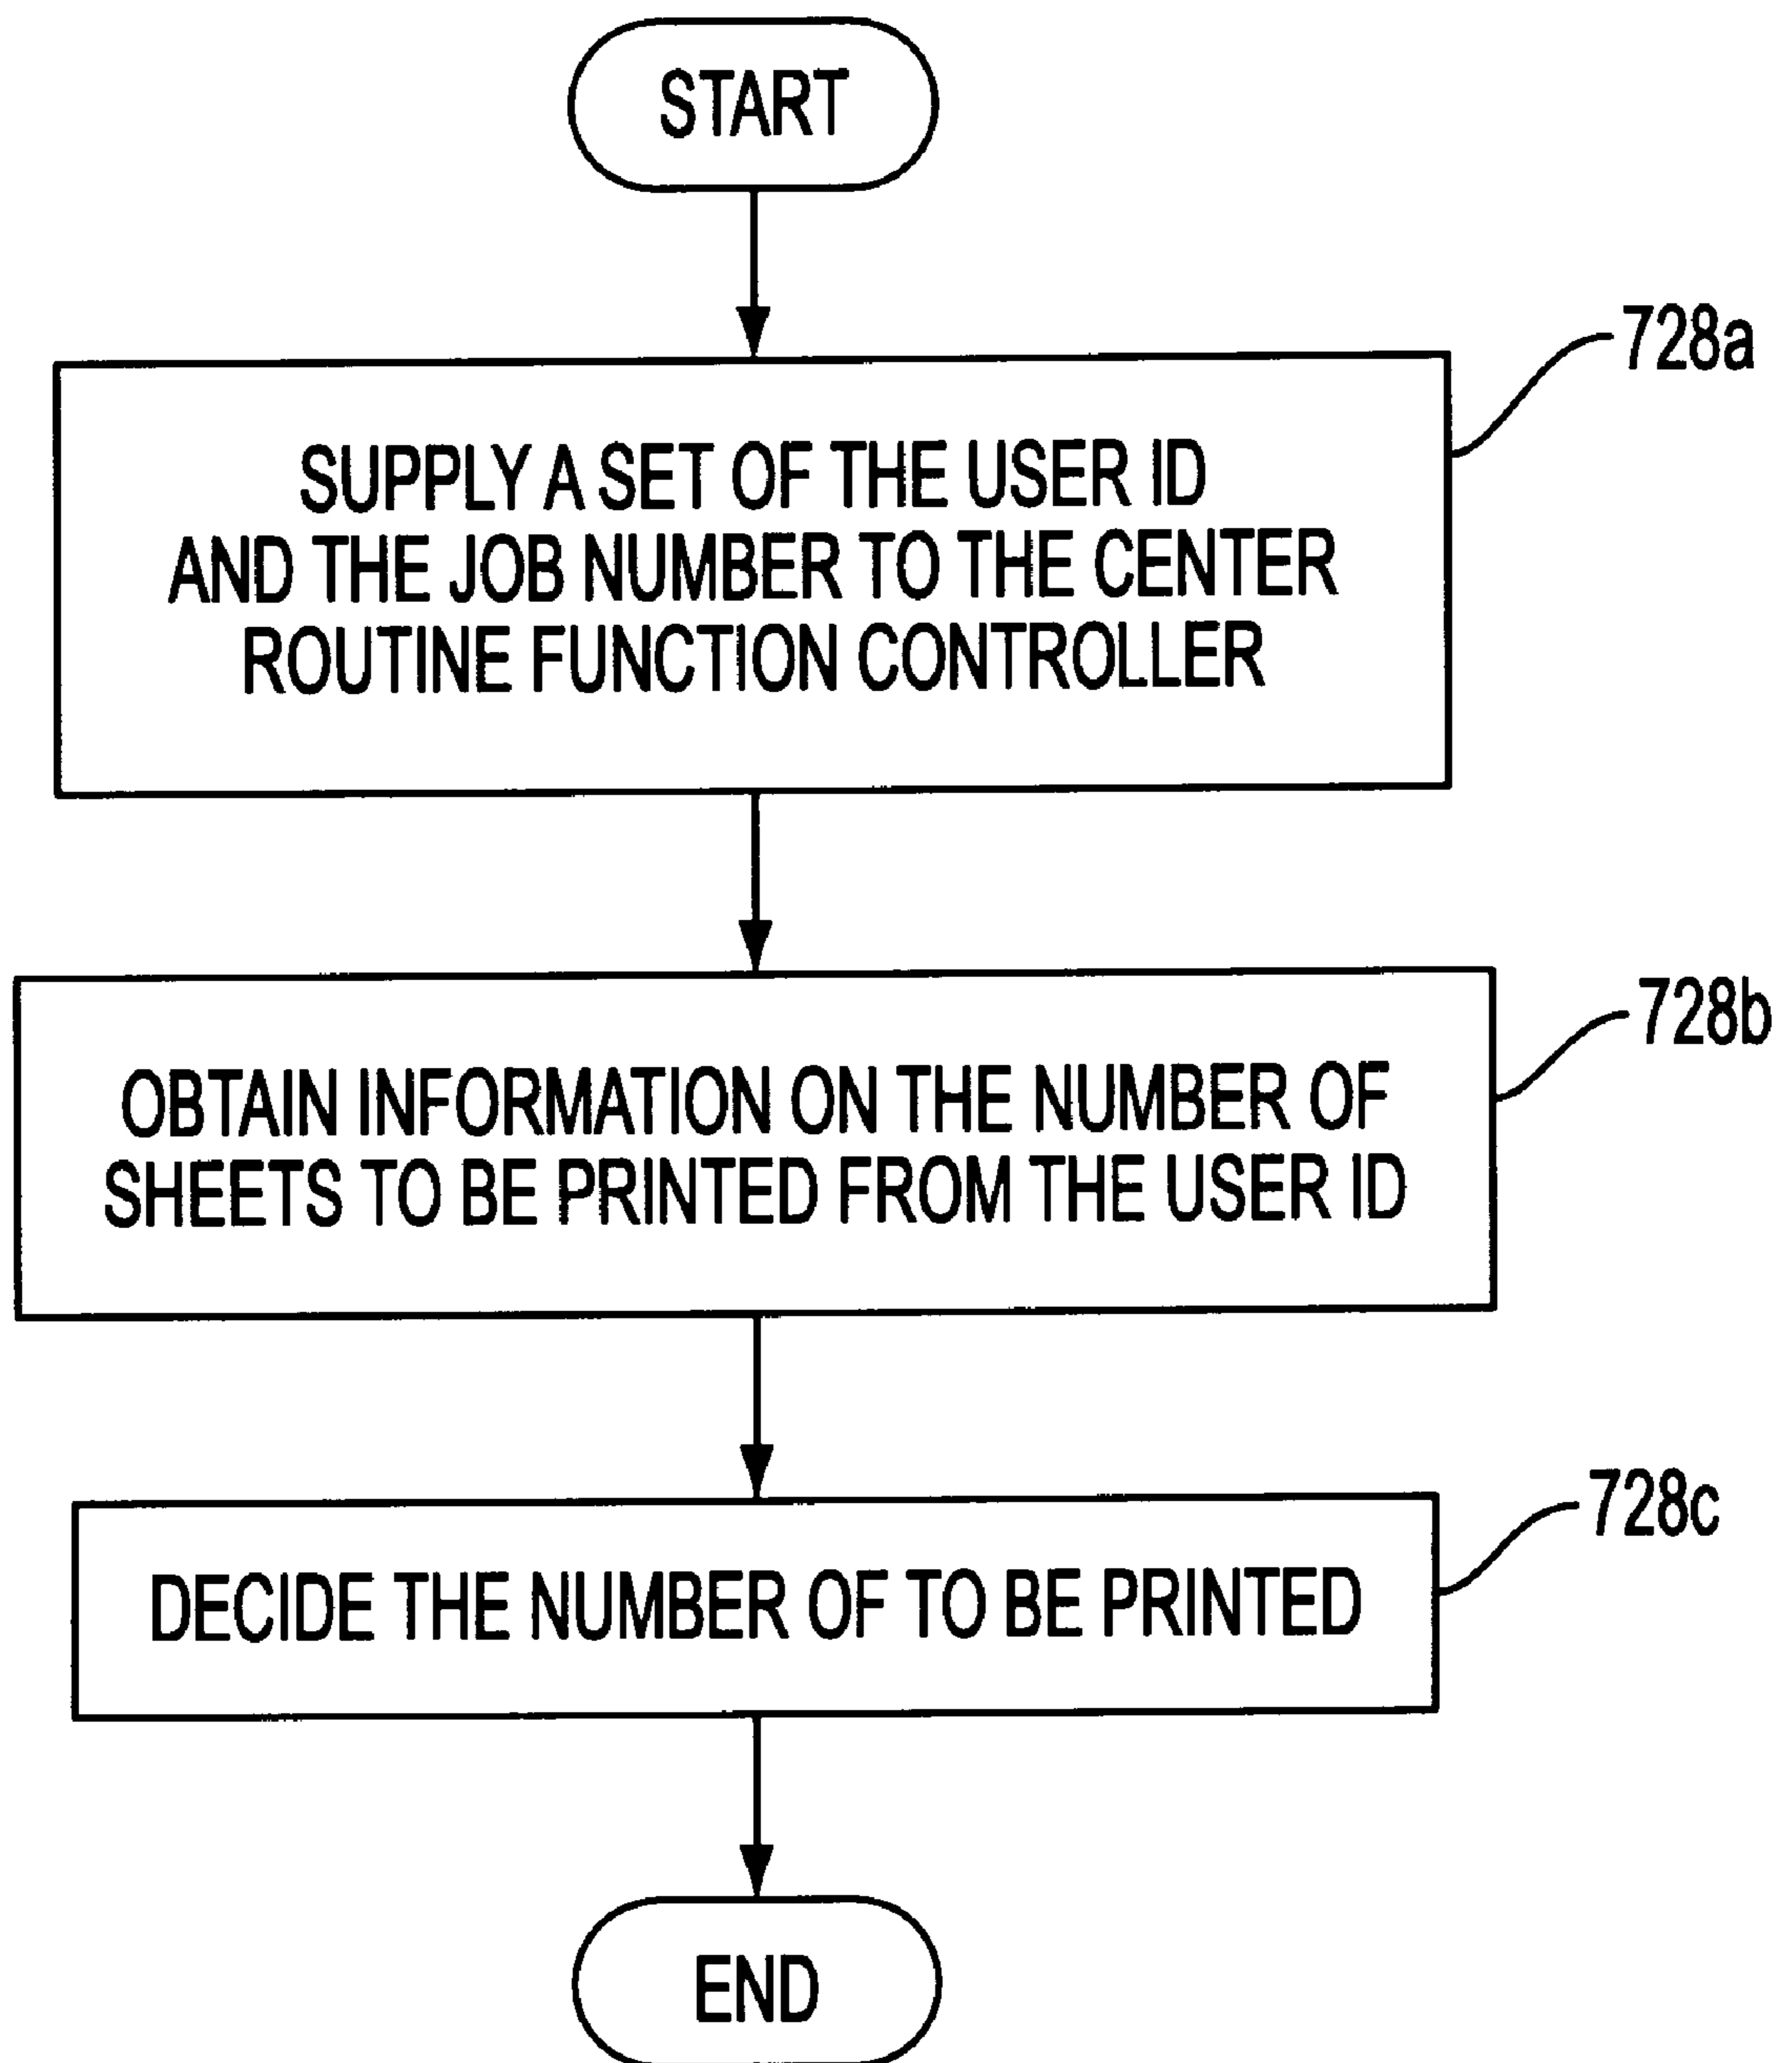 START
728a
SUPPLY A SET OF THE USER ID
AND THE JOB NUMBER TO THE CENTER
ROUTINE FUNCTION CONTROLLER
728b
OBTAIN INFORMATION ON THE NUMBER OF
SHEETS TO BE PRINTED FROM THE USER ID
728c
DECIDE THE NUMBER OF TO BE PRINTED
END